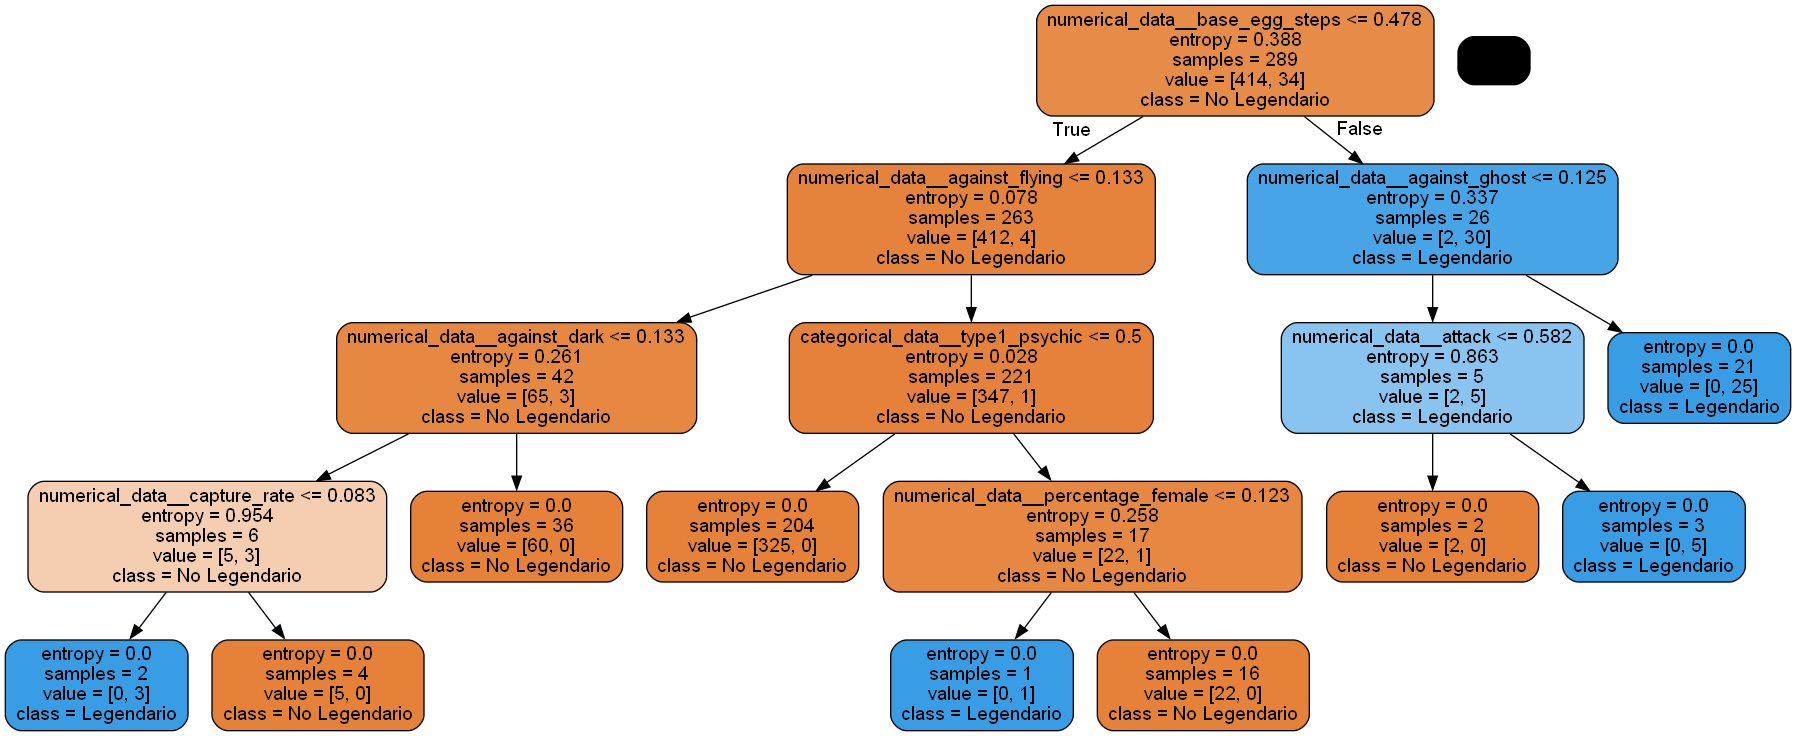 numerical_data__base_egg_steps <= 0.478
entropy = 0.388
samples = 289
value = [414, 34]
class = No Legendario
True
False
numerical_data__against_flying <= 0.133
entropy = 0.078
samples = 263
value = [412, 4]
class = No Legendario
numerical_data__against_ghost <= 0.125
entropy = 0.337
samples = 26
value = [2, 30]
class = Legendario
numerical_data__against_dark <= 0.133
entropy = 0.261
samples = 42
value = [65, 3]
class = No Legendario
categorical_data__type1_psychic <= 0.5
entropy = 0.028
samples = 221
value = [347, 1]
class = No Legendario
numerical_data__attack <= 0.582
entropy = 0.863
samples = 5
value = [2, 5]
class = Legendario
entropy = 0.0
samples = 21
value = [0, 25]
class = Legendario
numerical_data__capture_rate <= 0.083
entropy = 0.954
samples = 6
value = [5, 3]
class = No Legendario
entropy = 0.0
samples = 36
value = [60, 0]
class = No Legendario
entropy = 0.0
samples = 204
value = [325, 0]
class = No Legendario
numerical_data__percentage_female <= 0.123
entropy = 0.258
samples = 17
value = [22, 1]
class = No Legendario
entropy = 0.0
samples = 2
value = [2, 0]
class = No Legendario
entropy = 0.0
samples = 3
value = [0, 5]
class = Legendario
entropy = 0.0
samples = 2
value = [0, 3]
class = Legendario
entropy = 0.0
samples = 4
value = [5, 0]
class = No Legendario
entropy = 0.0
samples = 1
value = [0, 1]
class = Legendario
entropy = 0.0
samples = 16
value = [22, 0]
class = No Legendario